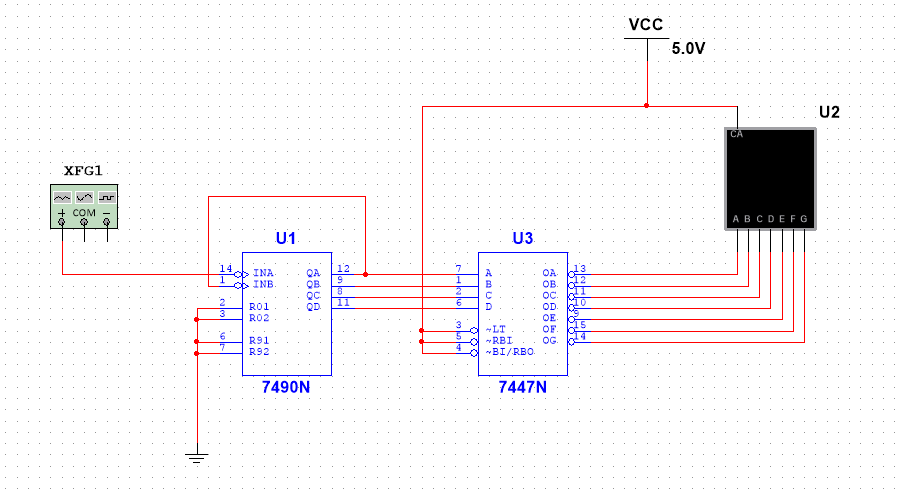 VCC
5.0V
U2
CA
A B C D E F G
XFG1
+ COM −
U1
14 INA QA 12
1 INB QB 9
QC 8
2 R01 QD 11
3 R02
6 R91
7 R92
7490N
U3
7 A OA 13
1 B OB 12
2 C OC 11
6 D OD 10
OE 9
3 ~LT OF 15
5 ~RBI OG 14
4 ~BI/RBO
7447N